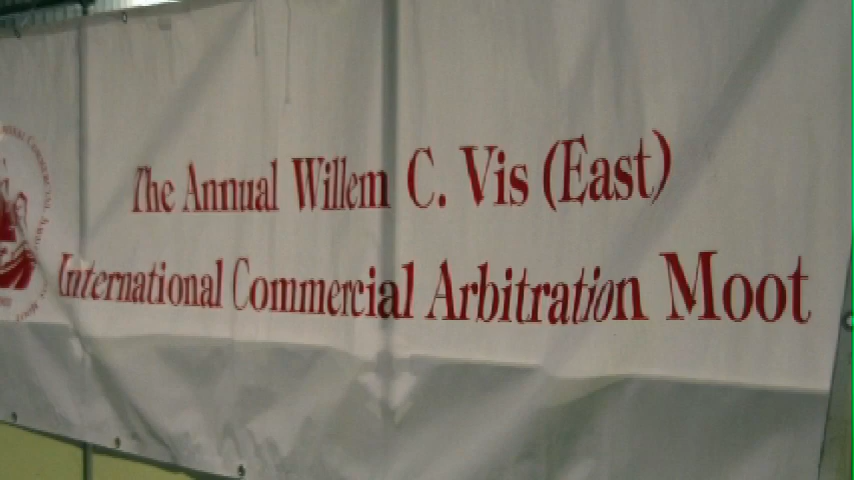 The Annual Willem C. Vis (East)
International Commercial Arbitration Moot